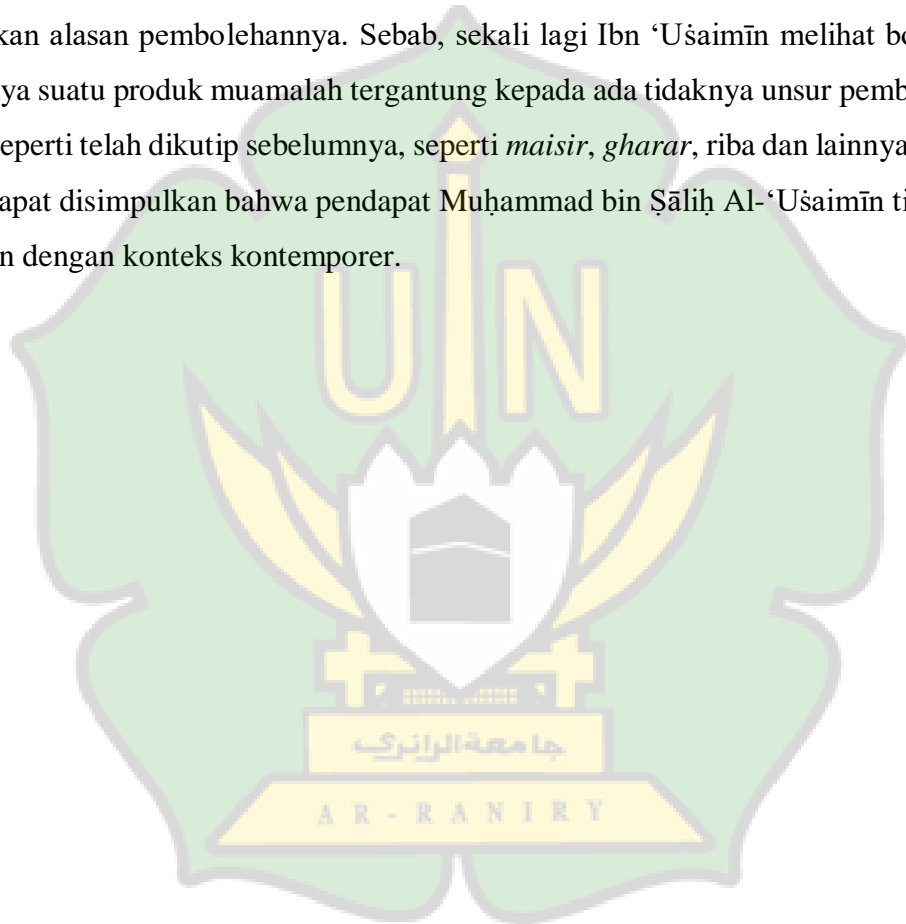 kan alasan pembolehannya. Sebab, sekali lagi Ibn ‘Uṡaimīn melihat bo
ya suatu produk muamalah tergantung kepada ada tidaknya unsur pemb
seperti telah dikutip sebelumnya, seperti maisir, gharar, riba dan lainnya
apat disimpulkan bahwa pendapat Muḥammad bin Ṣāliḥ Al-‘Uṡaimīn ti
n dengan konteks kontemporer.
UIN
جامعة الرانري
AR-RANIRY